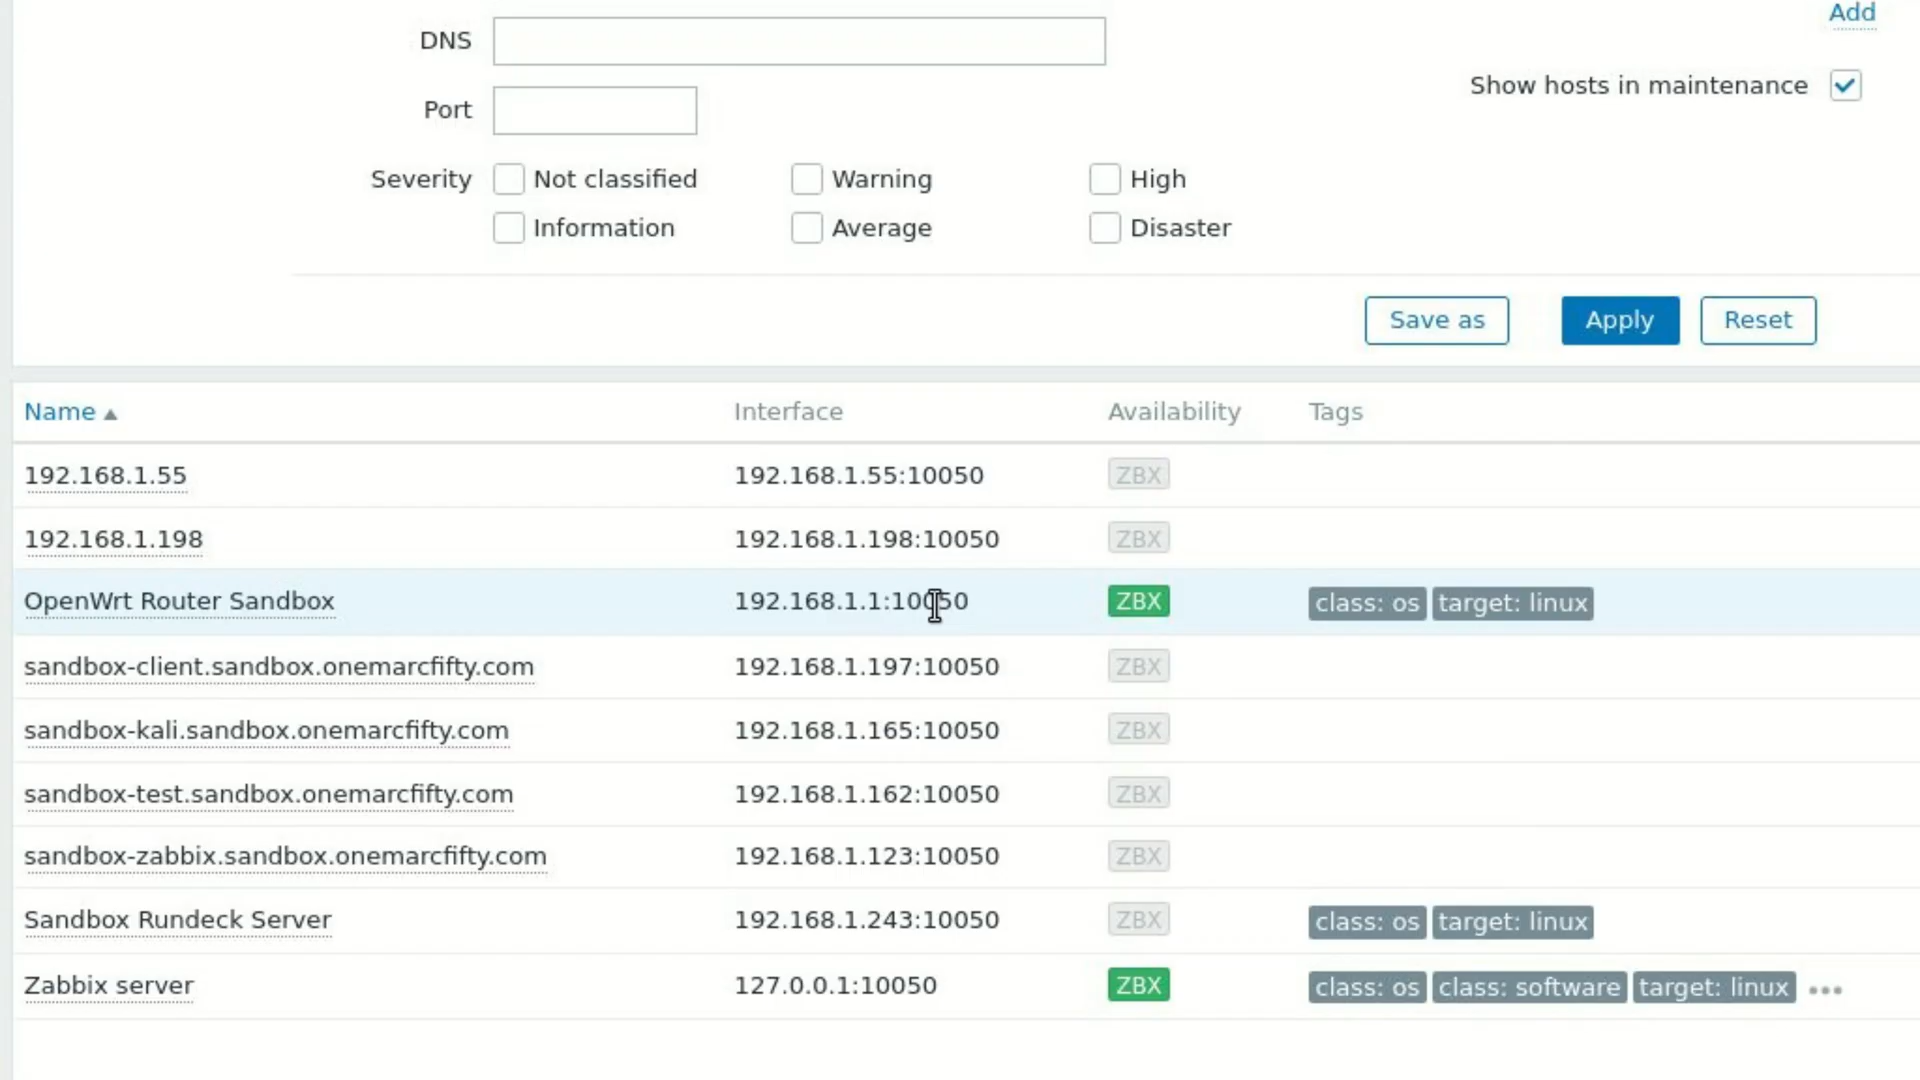 Add
DNS
Show hosts in maintenance
Port
Severity Not classified Warning High
Information Average Disaster
Save as Apply Reset
Name Interface Availability Tags
192.168.1.55 192.168.1.55:10050 ZBX
192.168.1.198 192.168.1.198:10050 ZBX
OpenWrt Router Sandbox 192.168.1.1:10050 ZBX class: os target: linux
sandbox-client.sandbox.onemarcfifty.com 192.168.1.197:10050 ZBX
sandbox-kali.sandbox.onemarcfifty.com 192.168.1.165:10050 ZBX
sandbox-test.sandbox.onemarcfifty.com 192.168.1.162:10050 ZBX
sandbox-zabbix.sandbox.onemarcfifty.com 192.168.1.123:10050 ZBX
Sandbox Rundeck Server 192.168.1.243:10050 ZBX class: os target: linux
Zabbix server 127.0.0.1:10050 ZBX class: os class: software target: linux •••